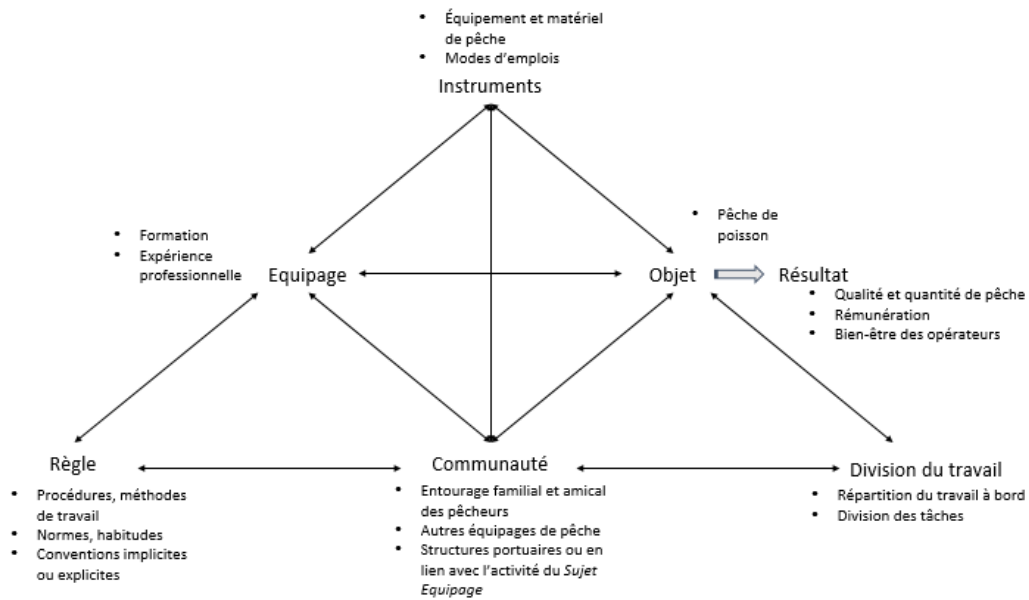 • Équipement et matériel
de pêche
• Modes d'emplois
Instruments
• Formation
• Expérience
professionnelle
Equipage
• Pêche de
poisson
Objet
Résultat
• Qualité et quantité de pêche
• Rémunération
• Bien-être des opérateurs
Règle
• Procédures, méthodes
de travail
• Normes, habitudes
• Conventions implicites
ou explicites
Communauté
• Entourage familial et amical
des pêcheurs
• Autres équipages de pêche
• Structures portuaires ou en
lien avec l'activité du Sujet
Equipage
Division du travail
• Répartition du travail à bord
• Division des tâches